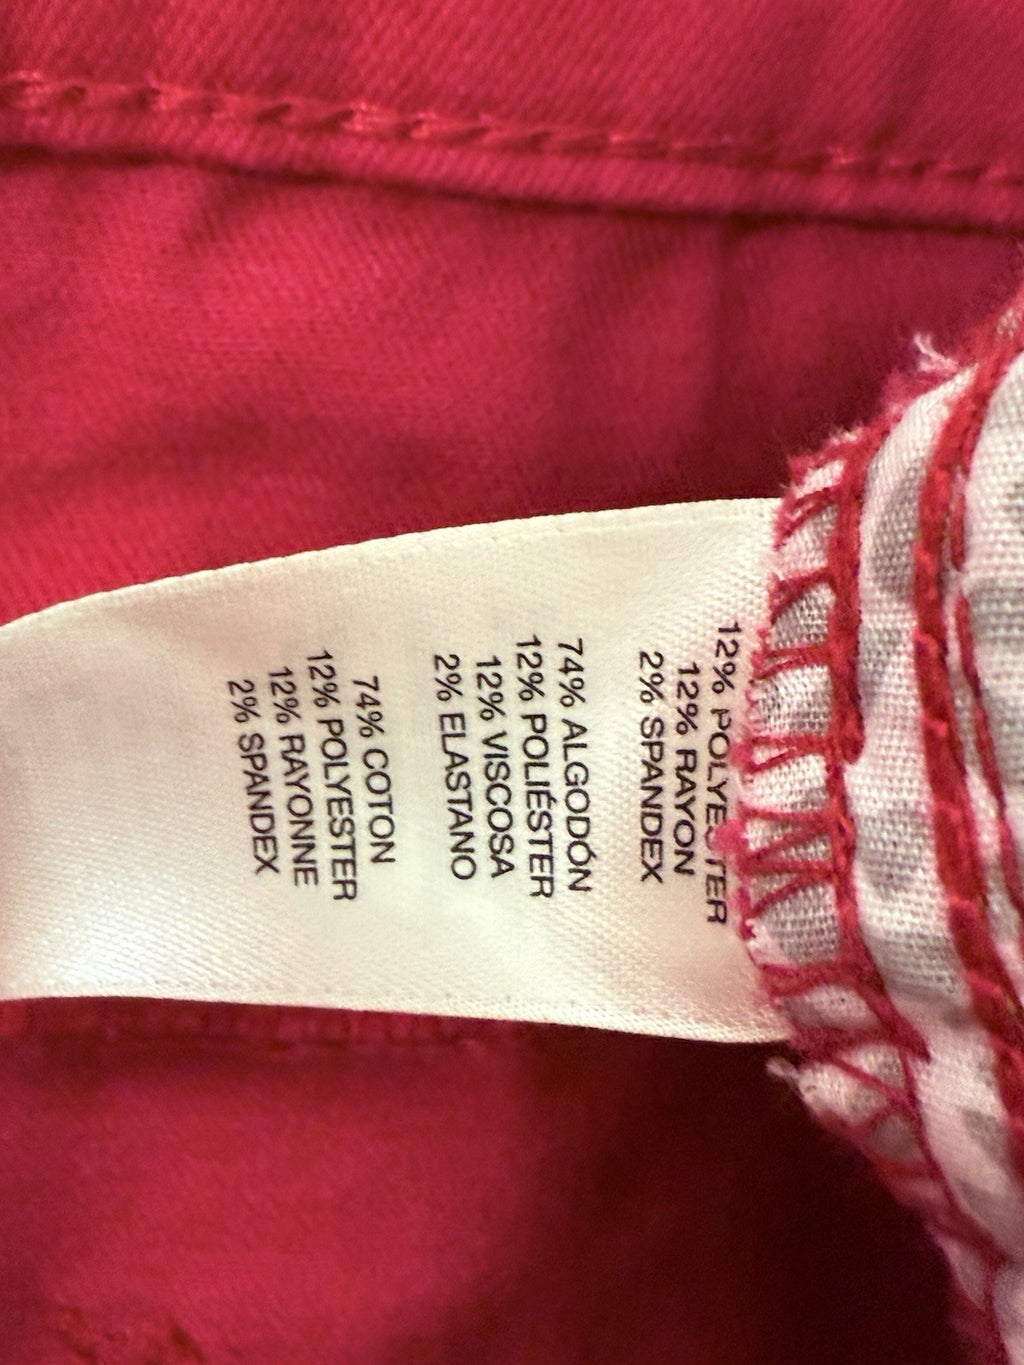 12% POLYESTER
12% RAYON
2% SPANDEX
74% ALGODÓN
12% POLIÉSTER
12% VISCOSA
2% ELASTANO
74% COTON
12% POLYESTER
12% RAYONNE
2% SPANDEX